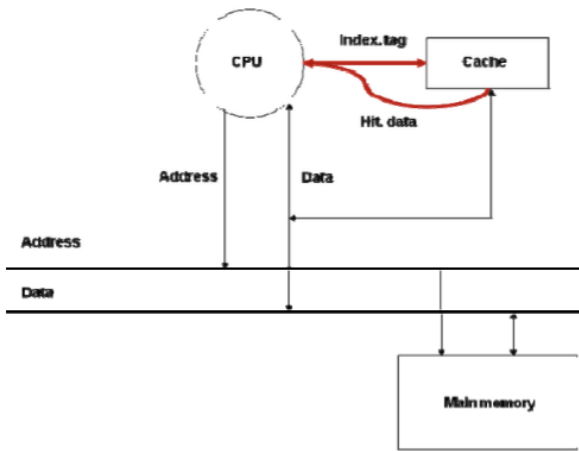 Index, tag
CPU
Cache
Hit, data
Address
Data
Address
Data
Main memory